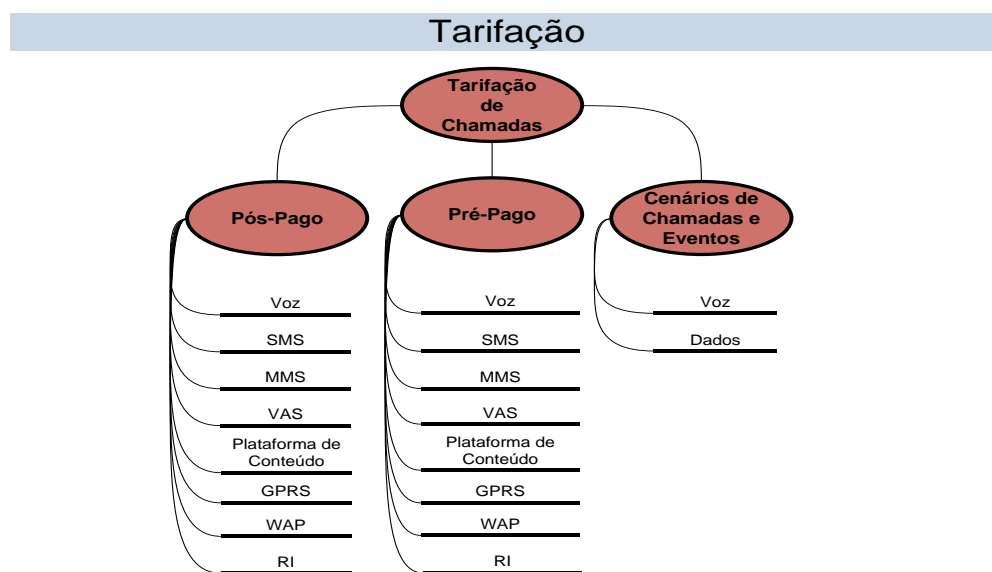 Tarifação
Tarifação
de
Chamadas
Pós-Pago
Pré-Pago
Cenários de
Chamadas e
Eventos
Voz
SMS
MMS
VAS
Plataforma de
Conteúdo
GPRS
WAP
RI
Voz
SMS
MMS
VAS
Plataforma de
Conteúdo
GPRS
WAP
RI
Voz
Dados